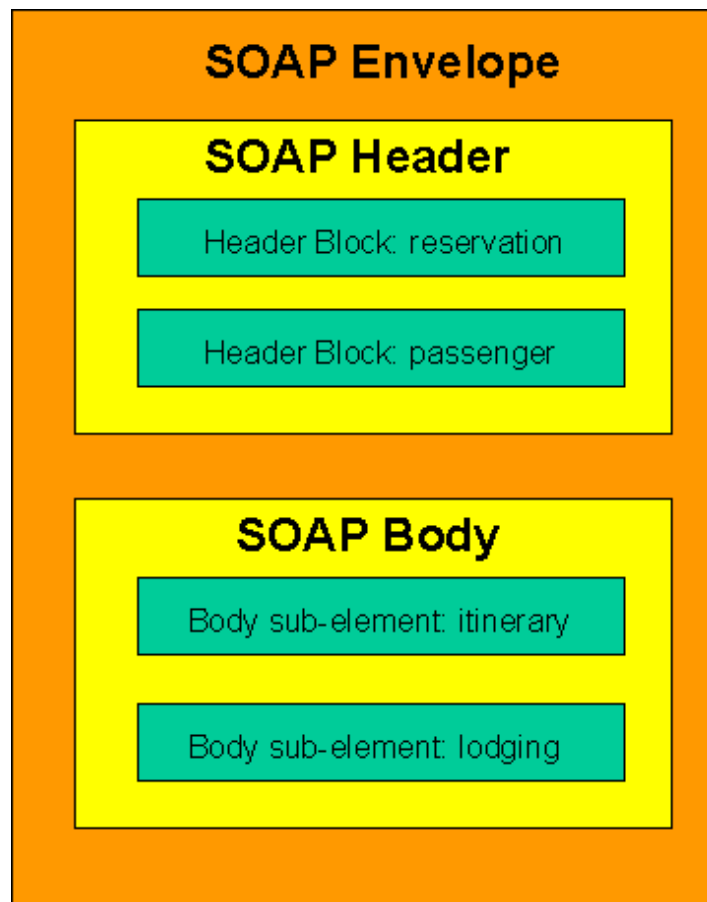 SOAP Envelope
SOAP Header
Header Block: reservation
Header Block: passenger
SOAP Body
Body sub-element: itinerary
Body sub-element: lodging